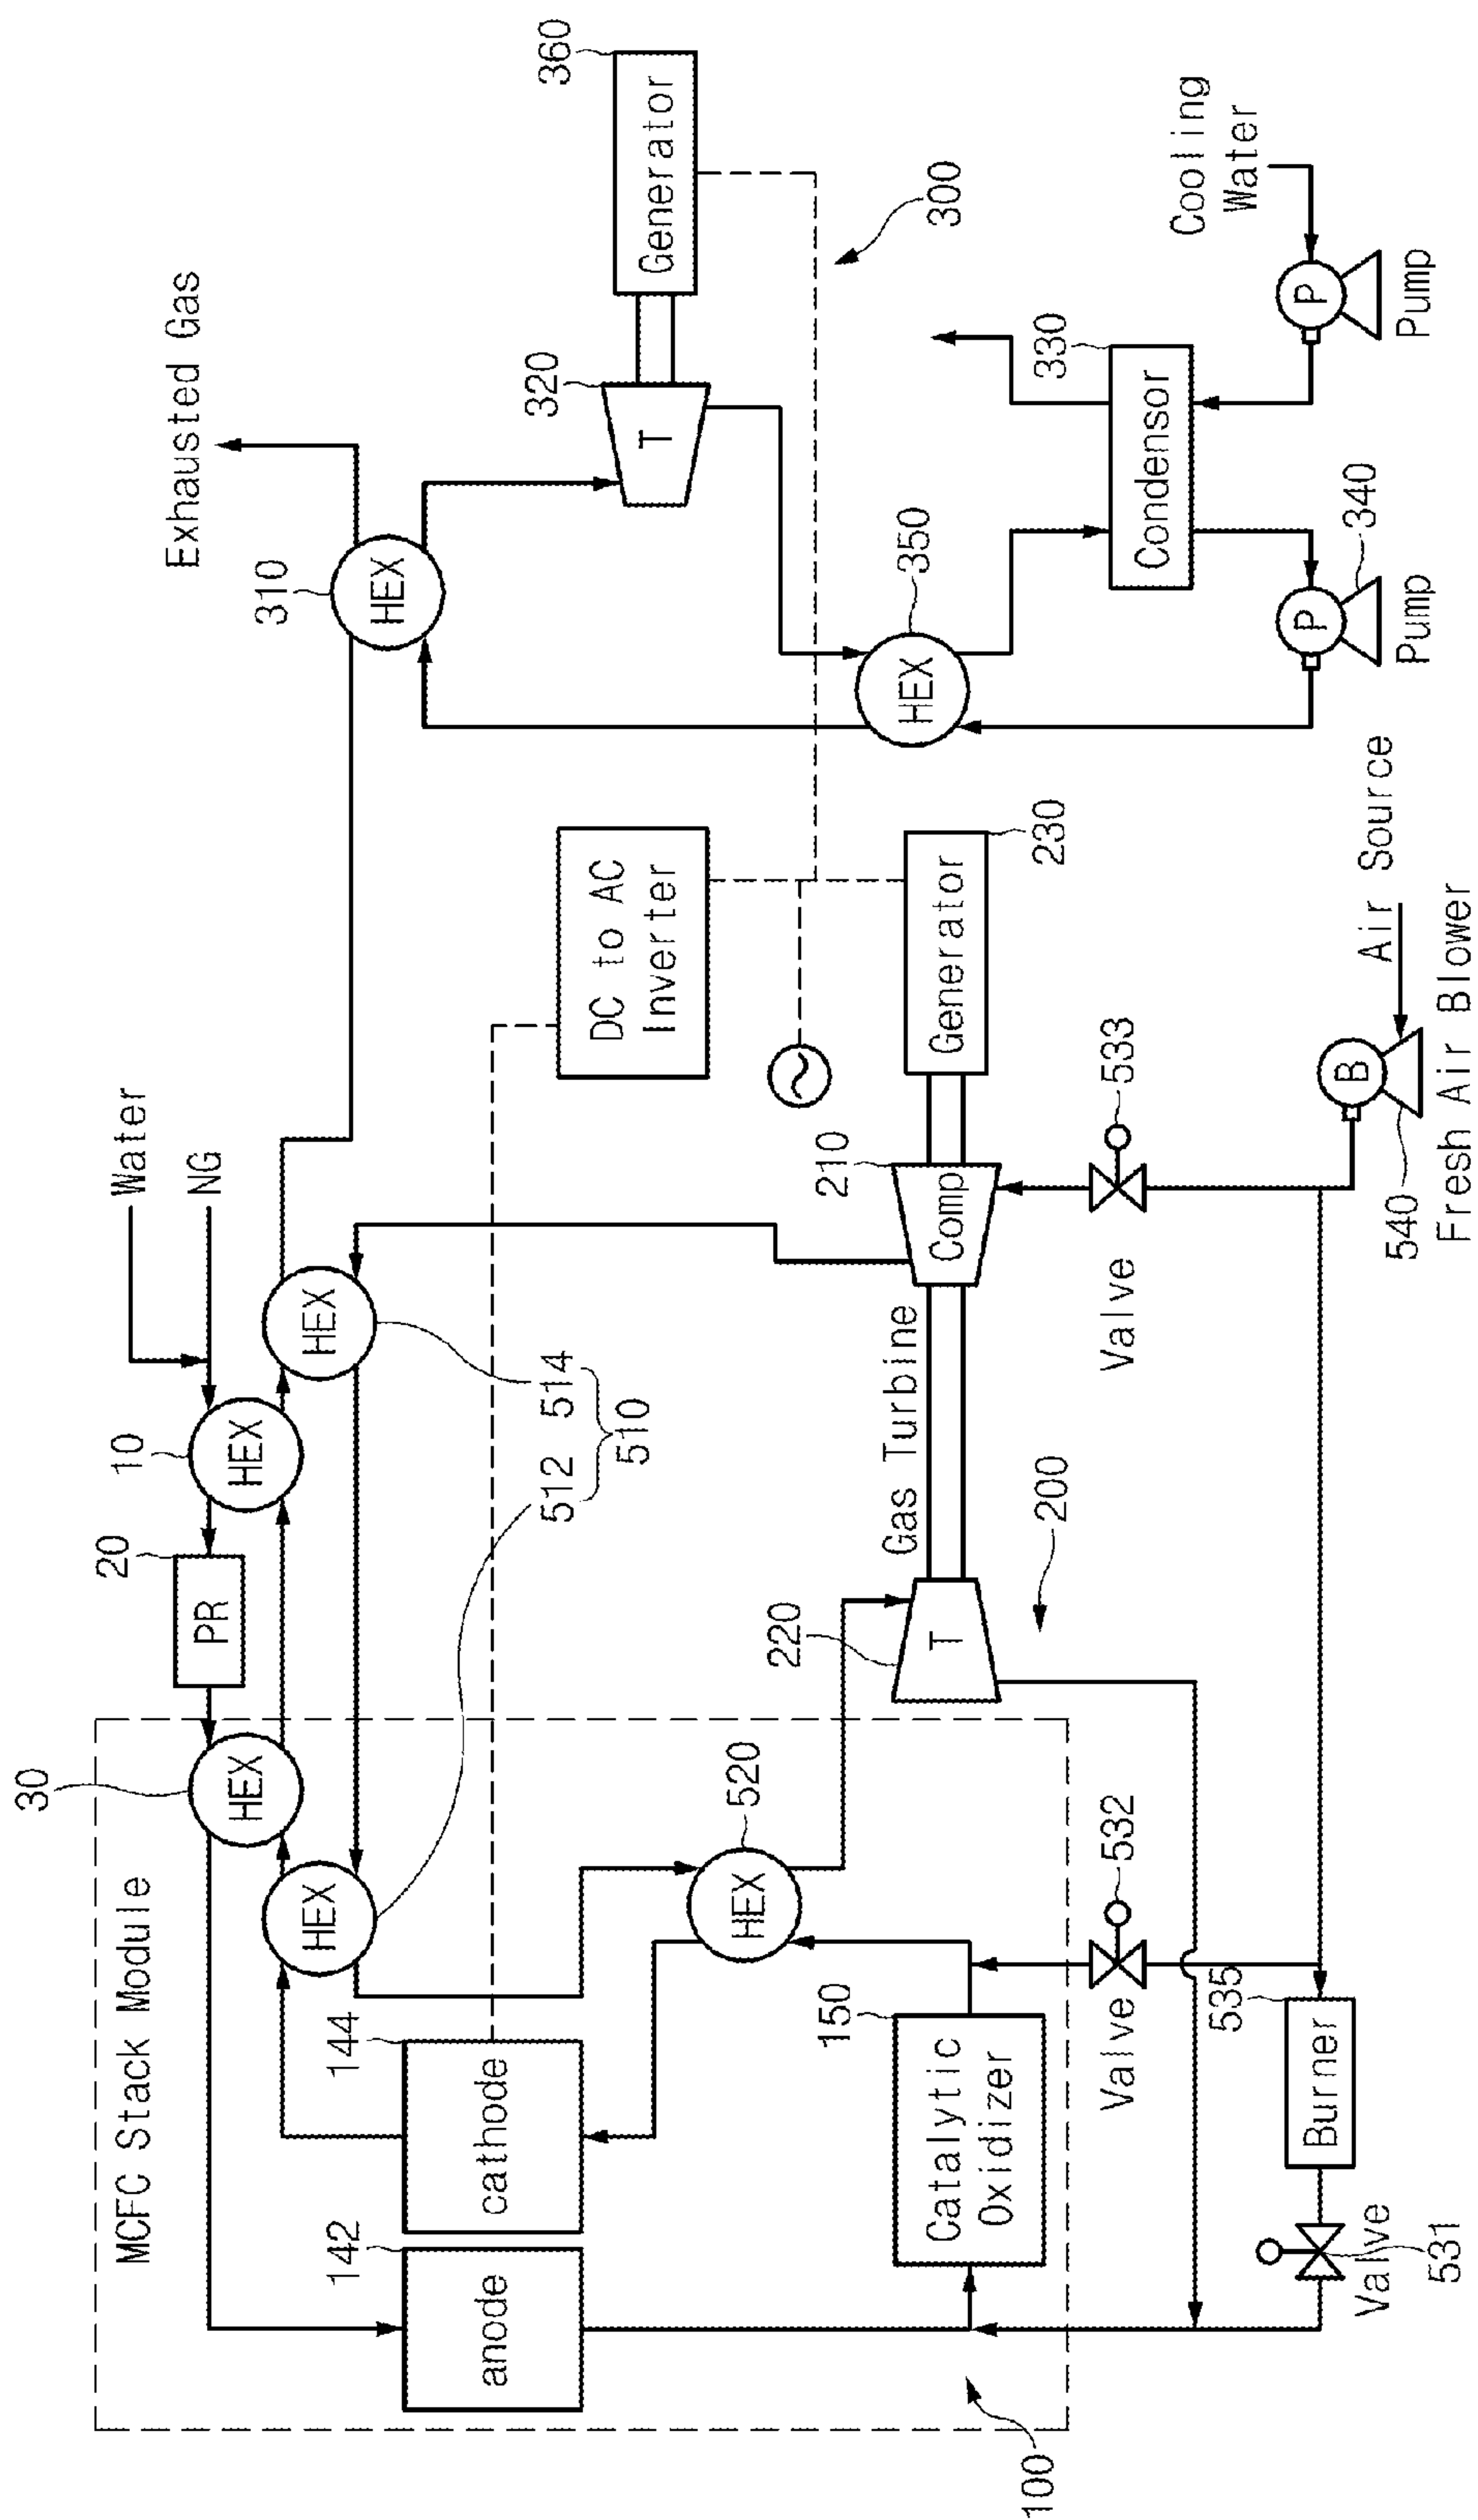 MCFC Stack Module
30
20
PR
10
Water
NG
HEX
HEX
HEX
HEX
310
HEX
Exhausted Gas
142
anode
144
cathode
512 514
510
DC to AC
Inverter
320
T
360
Generator
520
HEX
220
T
Gas Turbine
210
Comp
Generator
230
HEX
350
300
150
Catalytic
Oxidizer
200
100
Valve
532
Valve
533
330
Condensor
Cooling
Water
535
Burner
Valve
531
B
540
Air Source
Fresh Air Blower
P
340
Pump
P
Pump